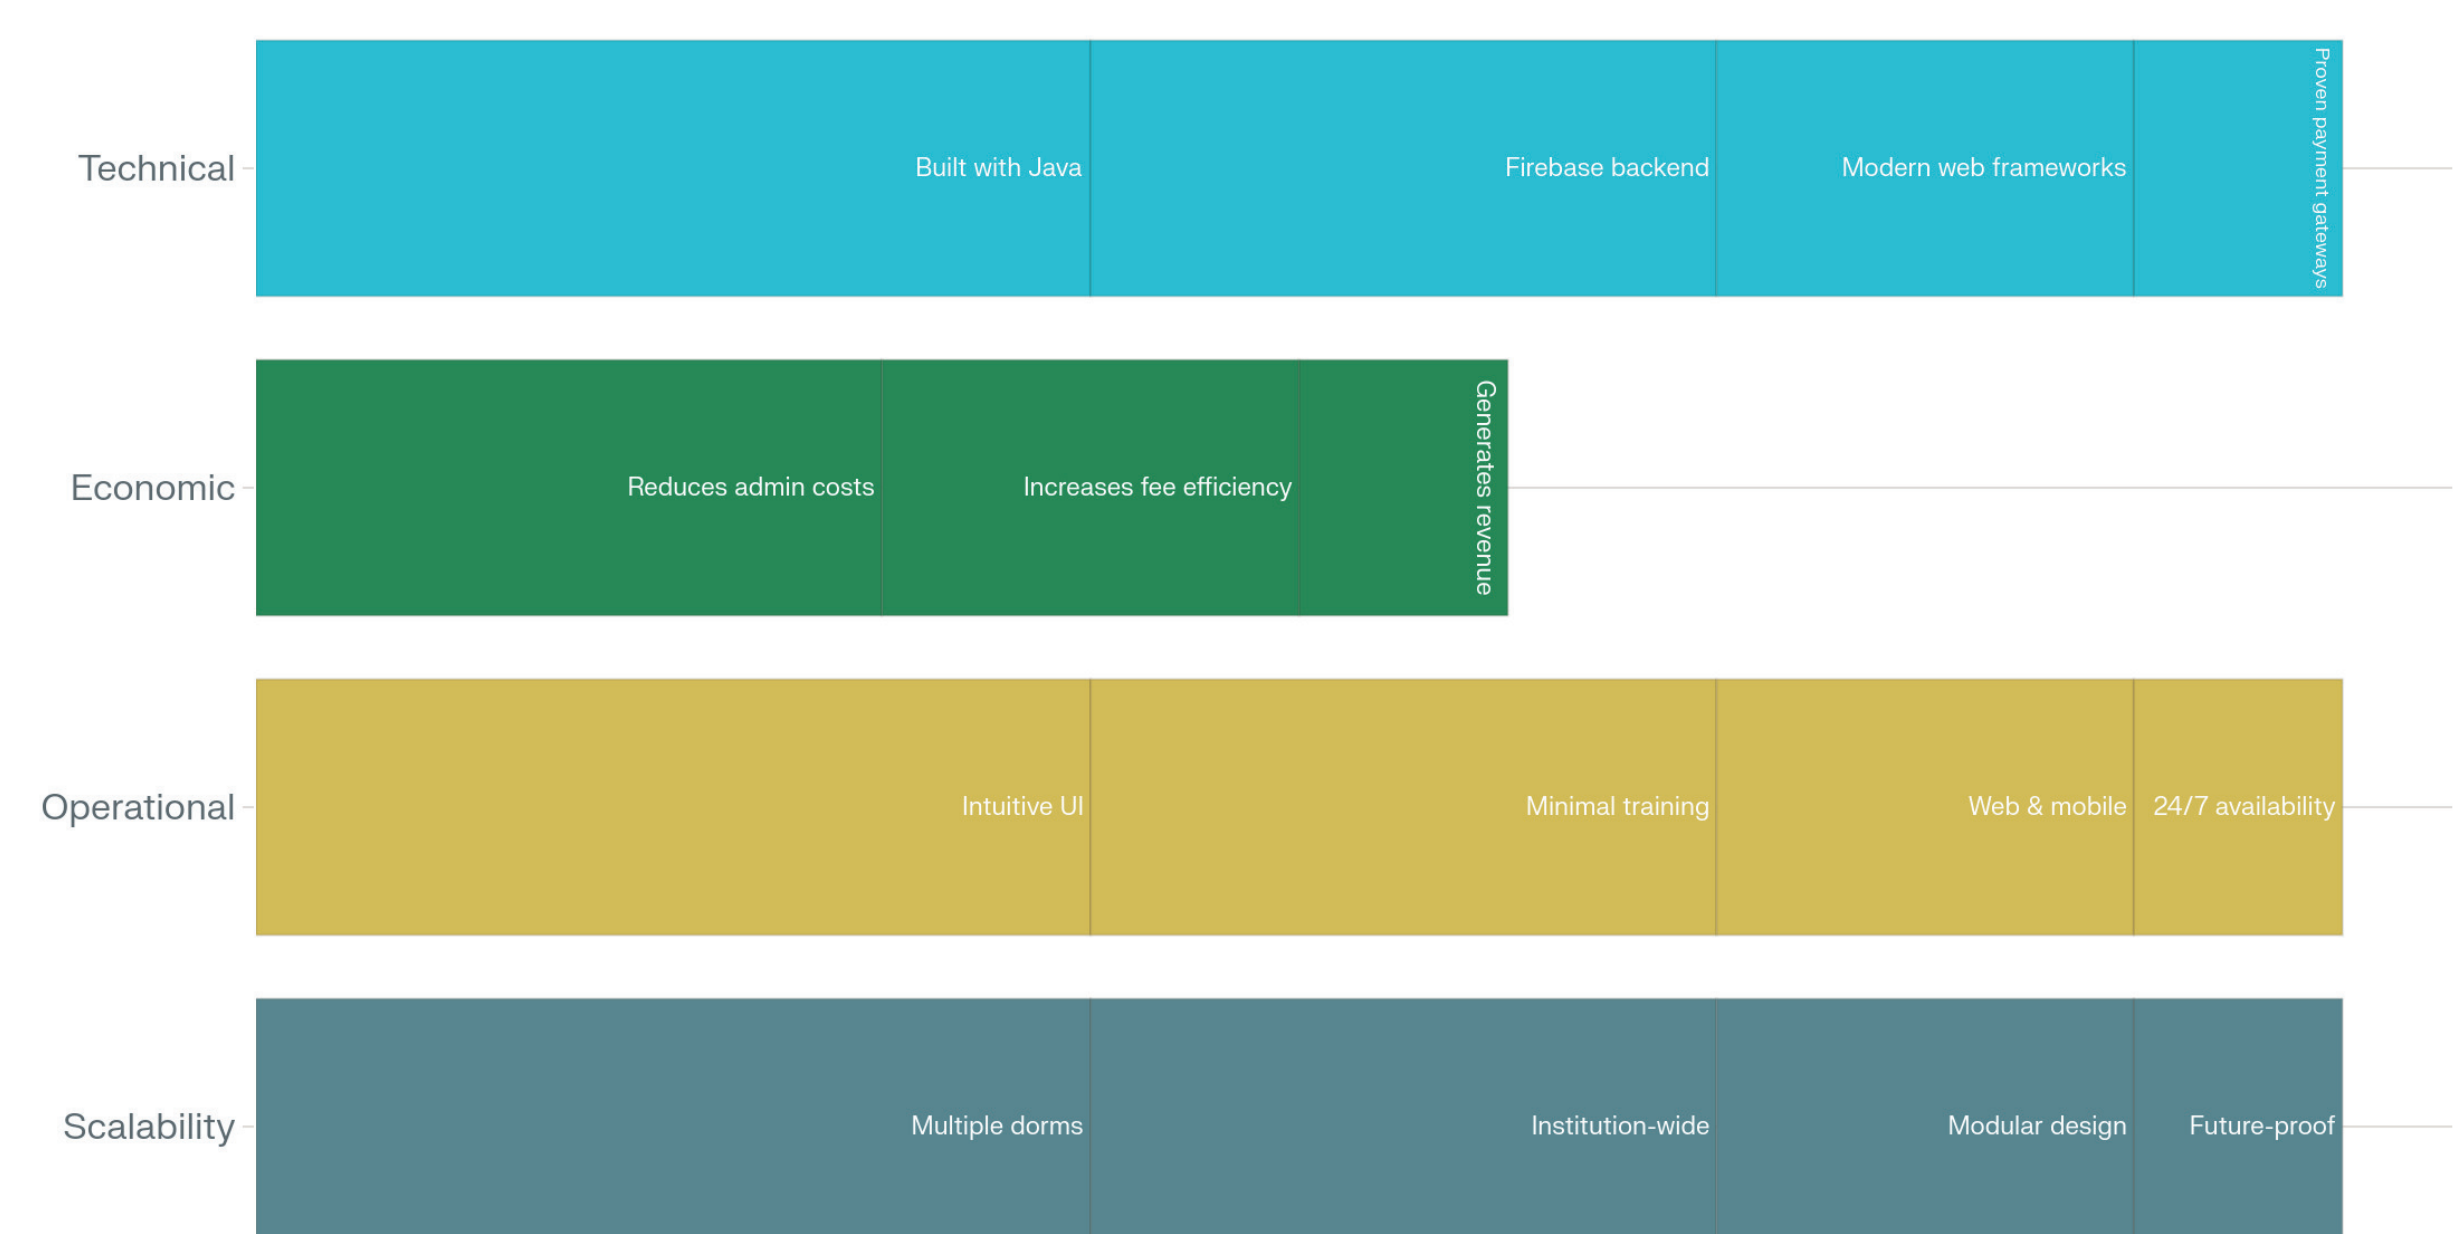 Technical
Built with Java
Firebase backend
Modern web frameworks
Proven payment gateways
Economic
Reduces admin costs
Increases fee efficiency
Generates revenue
Operational
Intuitive UI
Minimal training
Web & mobile
24/7 availability
Scalability
Multiple dorms
Institution-wide
Modular design
Future-proof